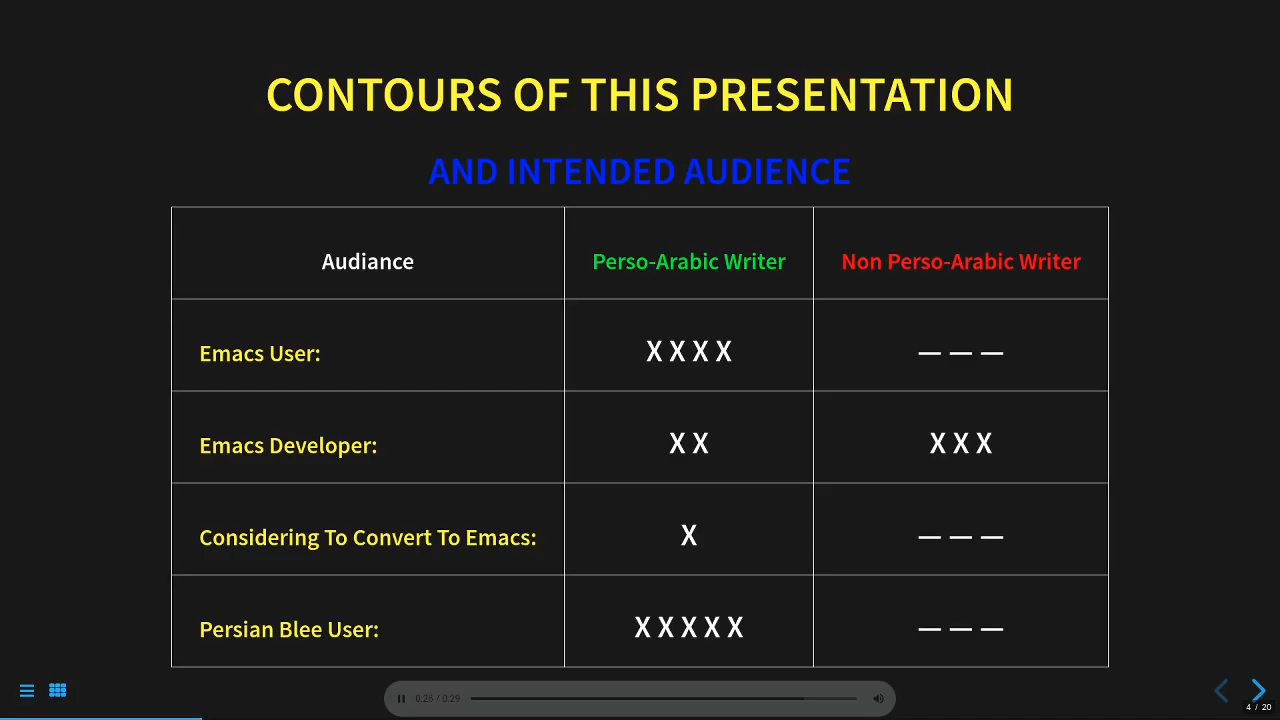 CONTOURS OF THIS PRESENTATION
AND INTENDED AUDIENCE
Audiance Perso-Arabic Writer Non Perso-Arabic Writer
Emacs User: X X X X — — —
Emacs Developer: X X X X X
Considering To Convert To Emacs: X — — —
Persian Blee User: X X X X X — — —
0:26 / 0:29
4 / 20